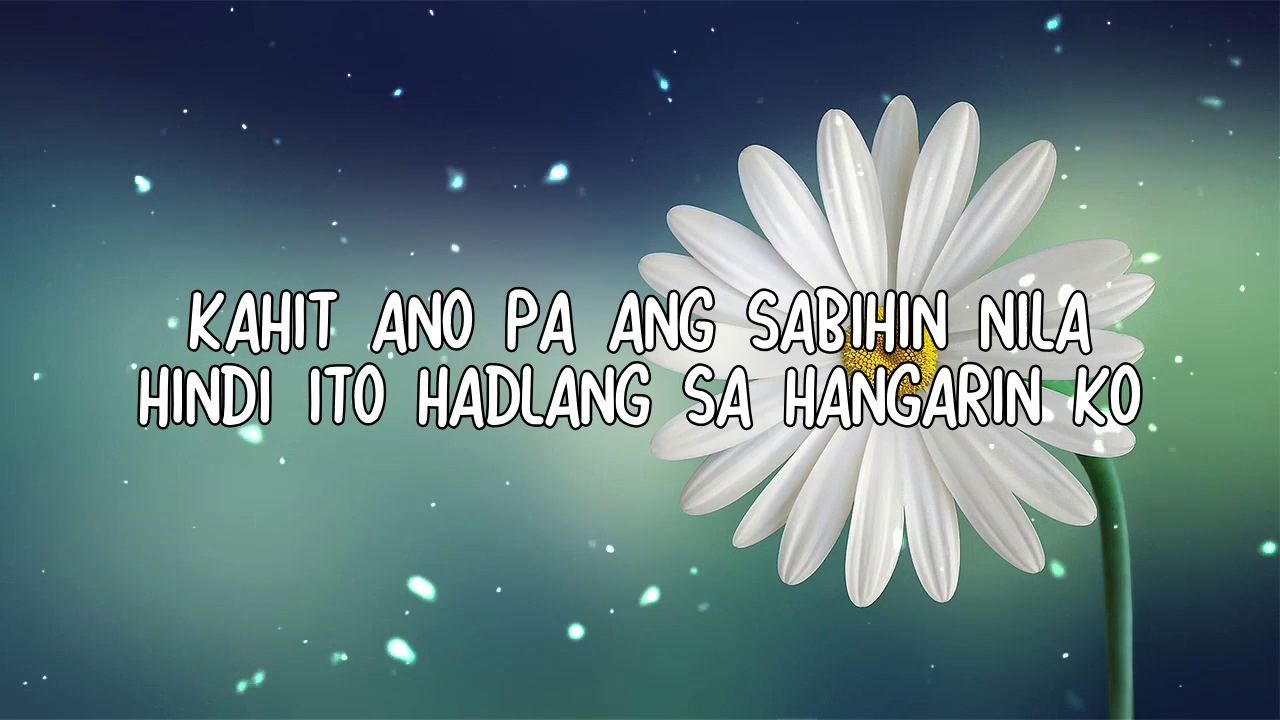 KAHIT ANO PA ANG SABIHIN NILA
HINDI ITO HADLANG SA HANGARIN KO